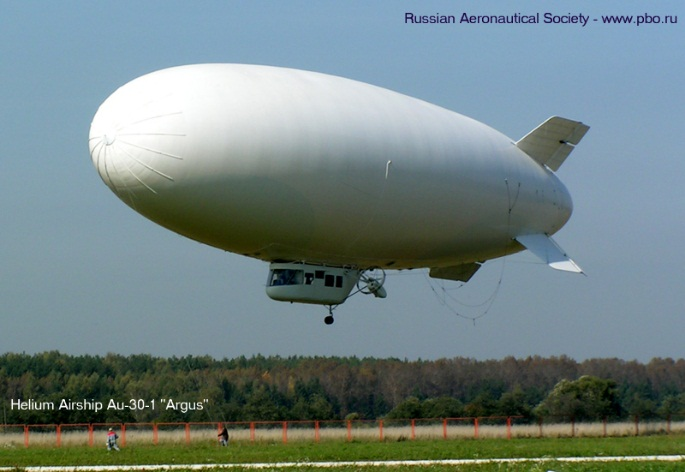 Russian Aeronautical Society - www.pbo.ru
Helium Airship Au-30-1 "Argus"